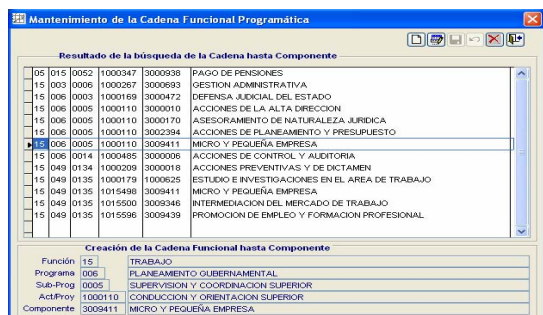 Mantenimiento de la Cadena Funcional Programática
Resultado de la búsqueda de la Cadena hasta Componente
05 015 0052 1000347 3000938 PAGO DE PENSIONES
15 003 0006 1000267 3000693 GESTION ADMINISTRATIVA
15 006 0003 1000169 3000472 DEFENSA JUDICIAL DEL ESTADO
15 006 0005 1000110 3000010 ACCIONES DE LA ALTA DIRECCION
15 006 0005 1000110 3000170 ASESORAMIENTO DE NATURALEZA JURIDICA
15 006 0005 1000110 3002394 ACCIONES DE PLANEAMIENTO Y PRESUPUESTO
15 006 0005 1000110 3009411 MICRO Y PEQUEÑA EMPRESA
15 006 0014 1000485 3000006 ACCIONES DE CONTROL Y AUDITORIA
15 049 0134 1000209 3000018 ACCIONES PREVENTIVAS Y DE DICTAMEN
15 049 0135 1000179 1000625 ESTUDIO E INVESTIGACIONES EN EL AREA DE TRABAJO
15 049 0135 1015498 3009411 MICRO Y PEQUEÑA EMPRESA
15 049 0135 1015500 3009346 INTERMEDIACION DEL MERCADO DE TRABAJO
15 049 0135 1015596 3009439 PROMOCION DE EMPLEO Y FORMACION PROFESIONAL
Creación de la Cadena Funcional hasta Componente
Función 15 TRABAJO
Programa 006 PLANEAMIENTO GUBERNAMENTAL
Sub-Prog 0005 SUPERVISION Y COORDINACION SUPERIOR
Act/Proy 1000110 CONDUCCION Y ORIENTACION SUPERIOR
Componente 3009411 MICRO Y PEQUEÑA EMPRESA